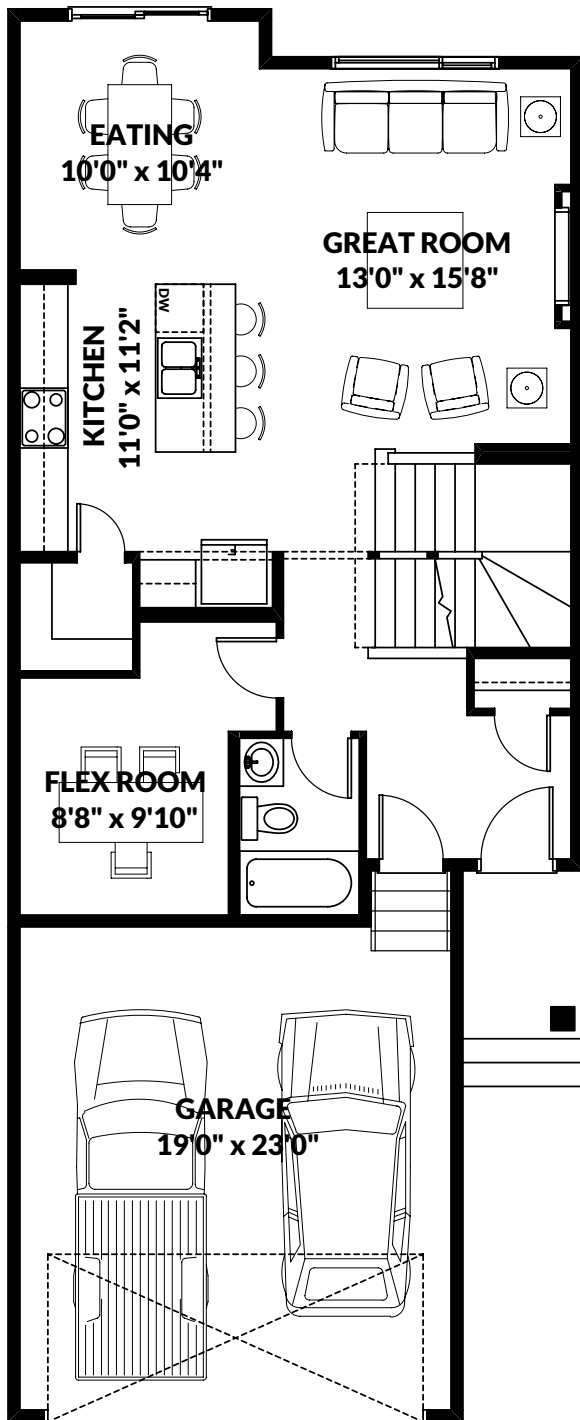 EATING
10'0" x 10'4"
GREAT ROOM
13'0" x 15'8"
DW
KITCHEN
11'0" x 11'2"
FLEX ROOM
8'8" x 9'10"
GARAGE
19'0" x 23'0"